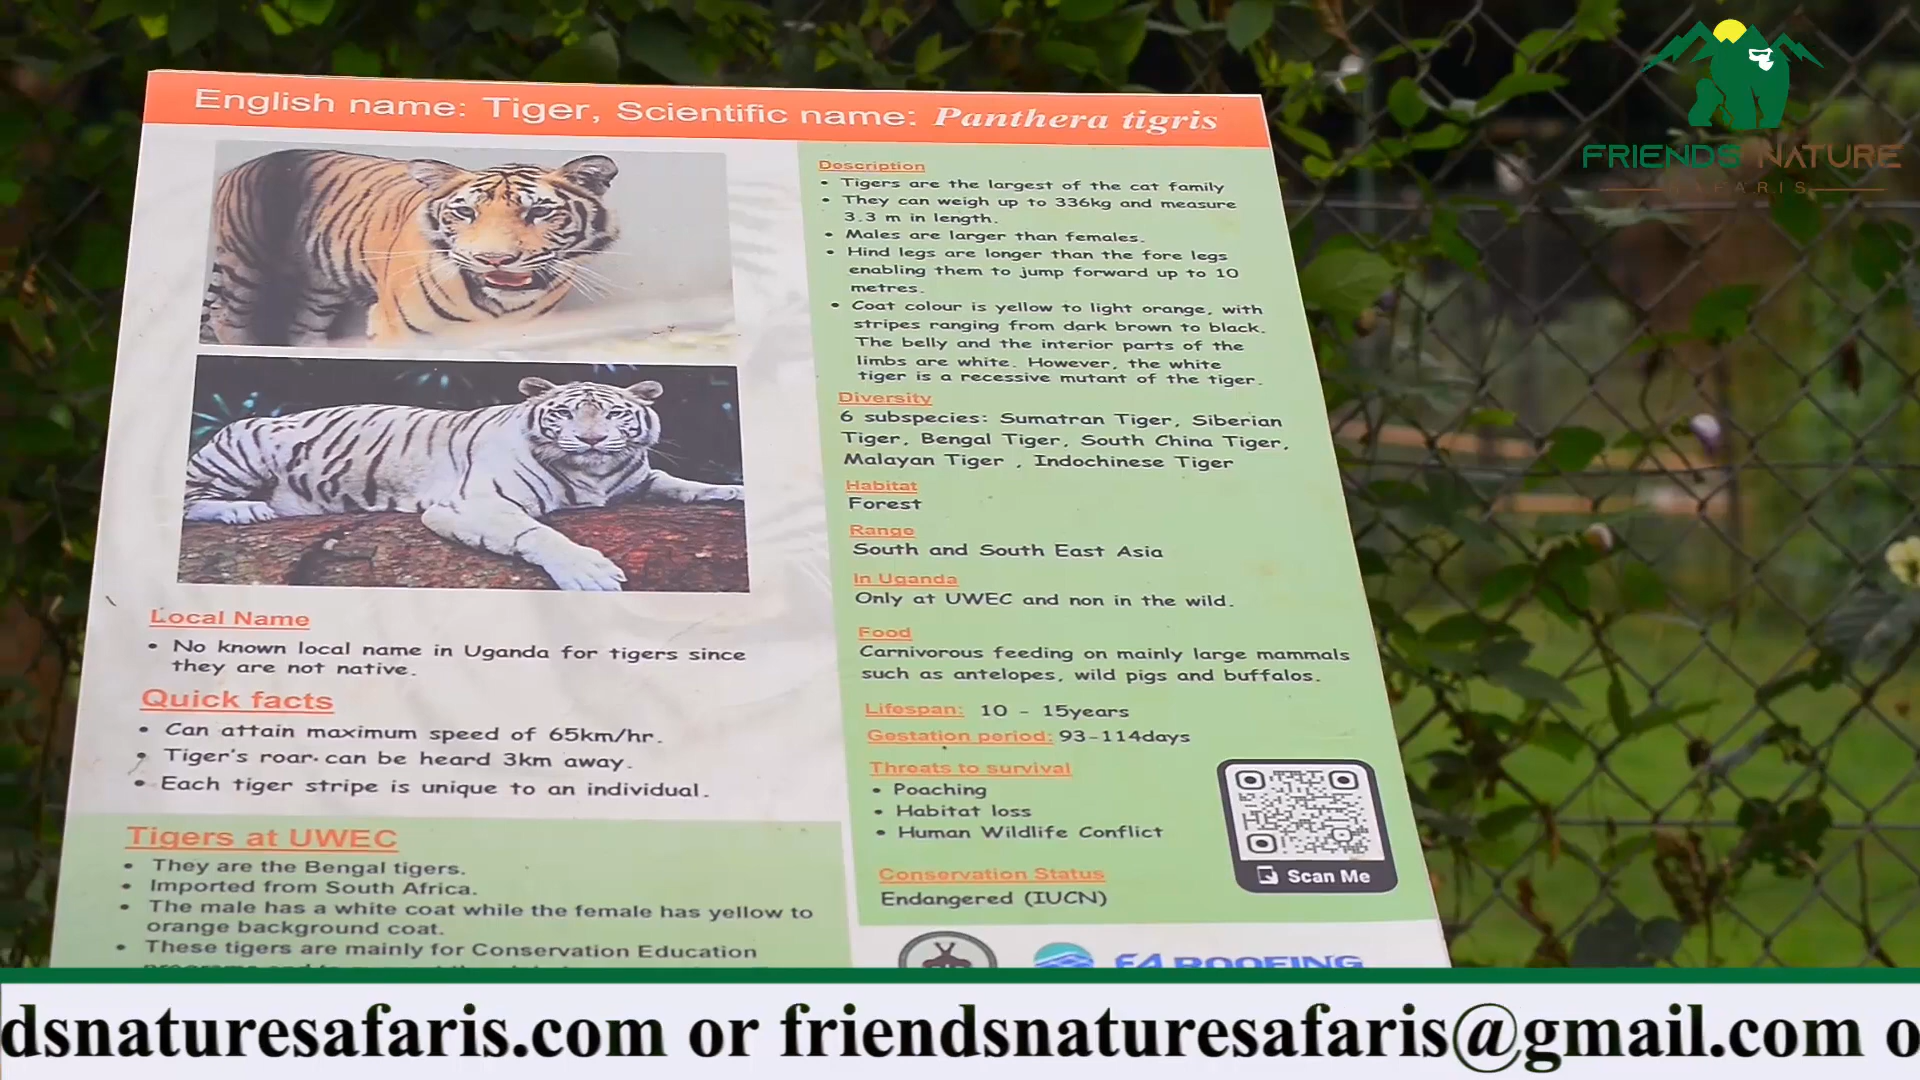 English name: Tiger, Scientific name: Panthera tigris
Local Name
• No known local name in Uganda for tigers since
they are not native.
Quick facts
• Can attain maximum speed of 65km/hr.
• Tiger's roar can be heard 3km away.
• Each tiger stripe is unique to an individual.
Tigers at UWEC
• They are the Bengal tigers.
• Imported from South Africa.
• The male has a white coat while the female has yellow to
orange background coat.
• These tigers are mainly for Conservation Education
Description
• Tigers are the largest of the cat family
• They can weigh up to 336kg and measure
3.3 m in length.
• Males are larger than females.
• Hind legs are longer than the fore legs
enabling them to jump forward up to 10
metres.
• Coat colour is yellow to light orange, with
stripes ranging from dark brown to black.
The belly and the interior parts of the
limbs are white. However, the white
tiger is a recessive mutant of the tiger.
Diversity
6 subspecies: Sumatran Tiger, Siberian
Tiger, Bengal Tiger, South China Tiger,
Malayan Tiger , Indochinese Tiger
Habitat
Forest
Range
South and South East Asia
In Uganda
Only at UWEC and non in the wild.
Food
Carnivorous feeding on mainly large mammals
such as antelopes, wild pigs and buffalos.
Lifespan: 10 - 15years
Gestation period: 93-114days
Threats to survival
• Poaching
• Habitat loss
• Human Wildlife Conflict
Scan Me
Conservation Status
Endangered (IUCN)
ROOFING
FRIENDS NATURE
SAFARIS
dsnaturesafaris.com or friendsnaturesafaris@gmail.com o